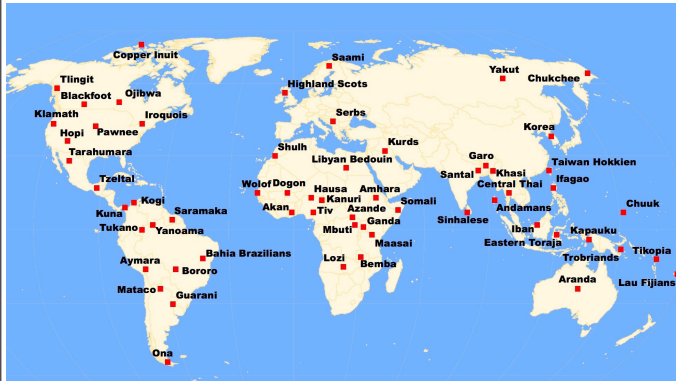 Copper Inuit
Saami
Yakut
Chukchee
Tlingit
Blackfoot
Ojibwa
Highland Scots
Klamath
Iroquois
Serbs
Korea
Hopi
Pawnee
Shulh
Kurds
Tarahumara
Libyan Bedouin
Garo
Taiwan Hokkien
Santal
Khasi
Tzeltal
Wolof
Dogon
Hausa
Amhara
Central Thai
Ifagao
Kogi
Kanuri
Somali
Andamans
Chuuk
Kuna
Saramaka
Akan
Tiv
Azande
Sinhalese
Tukano
Yanoama
Mbuti
Ganda
Iban
Kapauku
Maasai
Eastern Toraja
Tikopia
Bahia Brazilians
Trobriands
Aymara
Bororo
Lozi
Bemba
Aranda
Lau Fijians
Mataco
Guarani
Ona